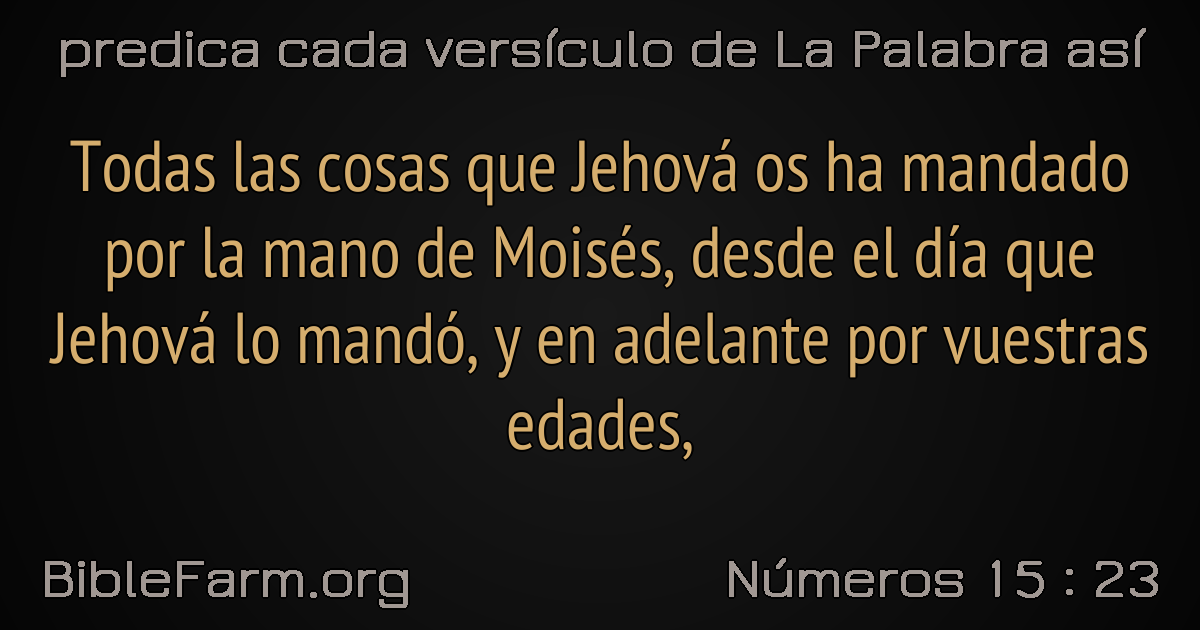 predica cada versículo de La Palabra así
Todas las cosas que Jehová os ha mandado
por la mano de Moisés, desde el día que
Jehová lo mandó, y en adelante por vuestras
edades,
BibleFarm.org
Números 15 : 23